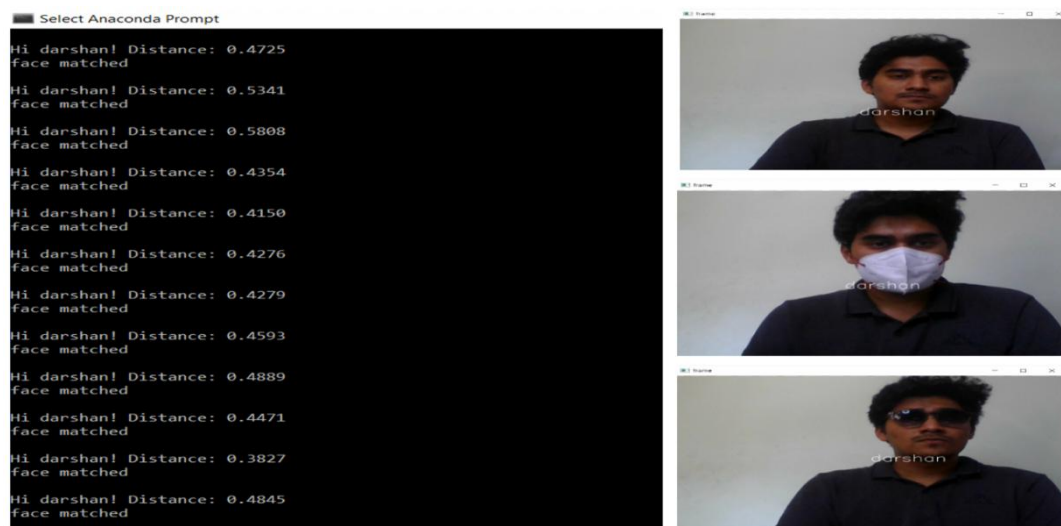 Select Anaconda Prompt
Hi darshan! Distance: 0.4725
face matched
Hi darshan! Distance: 0.5341
face matched
Hi darshan! Distance: 0.5808
face matched
Hi darshan! Distance: 0.4354
face matched
Hi darshan! Distance: 0.4150
face matched
Hi darshan! Distance: 0.4276
face matched
Hi darshan! Distance: 0.4279
face matched
Hi darshan! Distance: 0.4593
face matched
Hi darshan! Distance: 0.4889
face matched
Hi darshan! Distance: 0.4471
face matched
Hi darshan! Distance: 0.3827
face matched
Hi darshan! Distance: 0.4845
face matched
frame
darshan
frame
darshan
frame
darshan